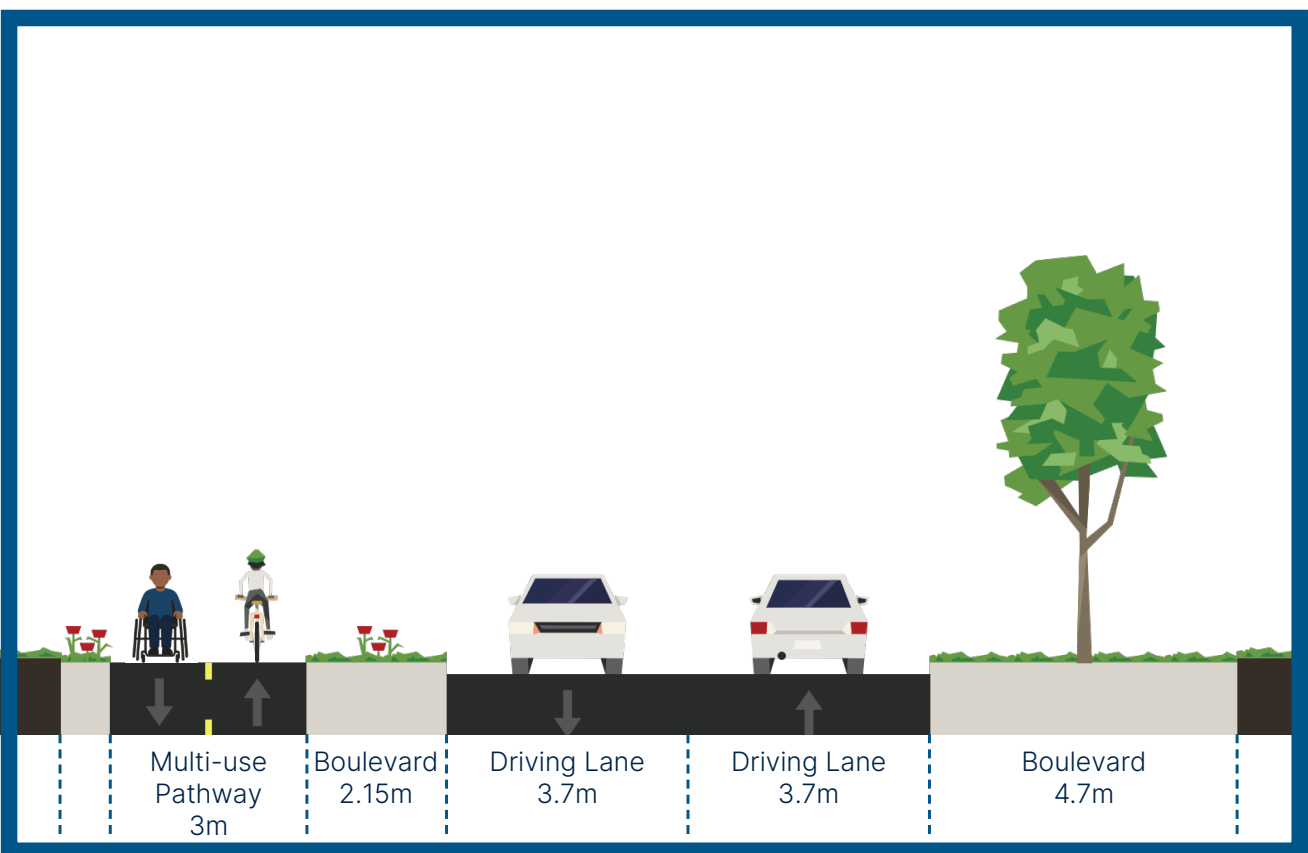 Multi-use
Pathway
3m
Boulevard
2.15m
Driving Lane
3.7m
Driving Lane
3.7m
Boulevard
4.7m